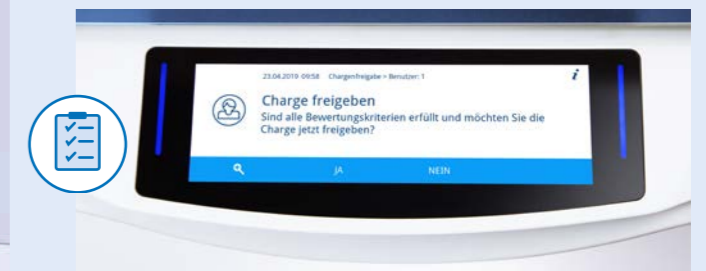 23.04.2019 09:58 Chargenfreigabe > Benutzer: 1
i
Charge freigeben
Sind alle Bewertungskriterien erfüllt und möchten Sie die
Charge jetzt freigeben?
JA NEIN